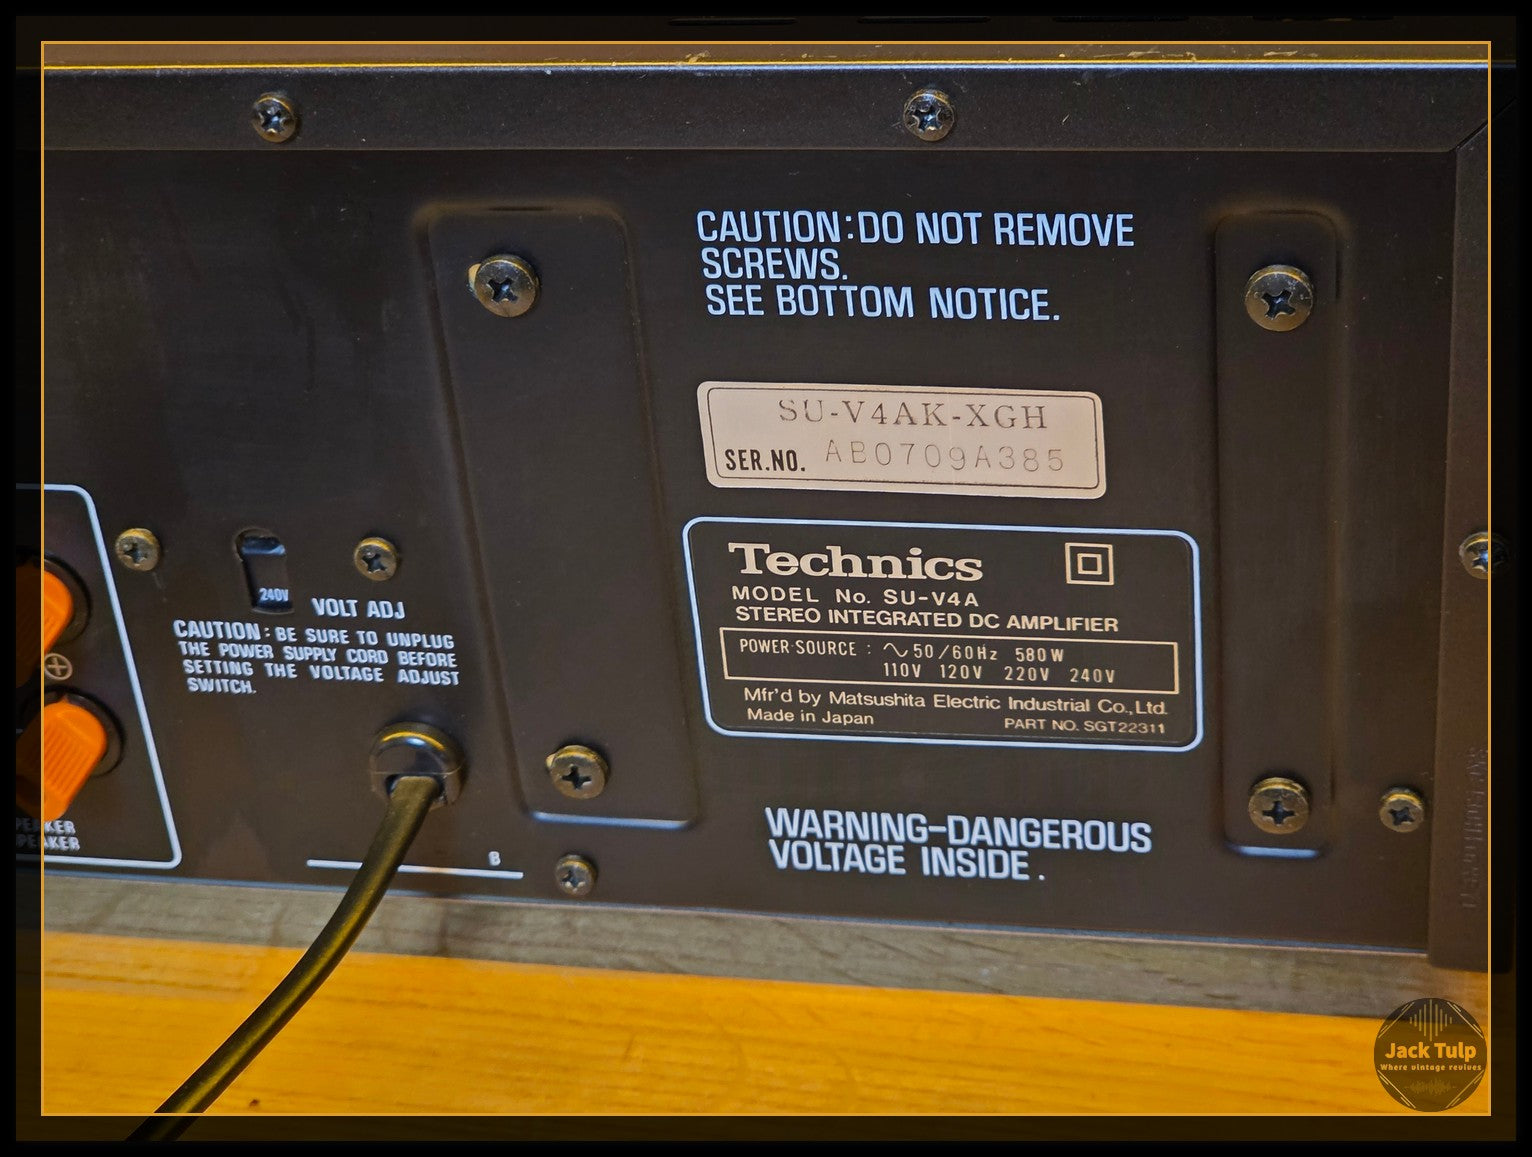 CAUTION:DO NOT REMOVE
SCREWS.
SEE BOTTOM NOTICE.
SU-V4AK-XGH
SER.NO. AB0709A385
Technics
MODEL No. SU-V4A
STEREO INTEGRATED DC AMPLIFIER
POWER SOURCE : ∿50/60Hz 580W
110V 120V 220V 240V
Mfr'd by Matsushita Electric Industrial Co.,Ltd.
Made in Japan PART NO. SGT22311
WARNING-DANGEROUS
VOLTAGE INSIDE.
240V
VOLT ADJ
CAUTION: BE SURE TO UNPLUG
THE POWER SUPPLY CORD BEFORE
SETTING THE VOLTAGE ADJUST
SWITCH.
B
Jack Tulp
Where vintage revives